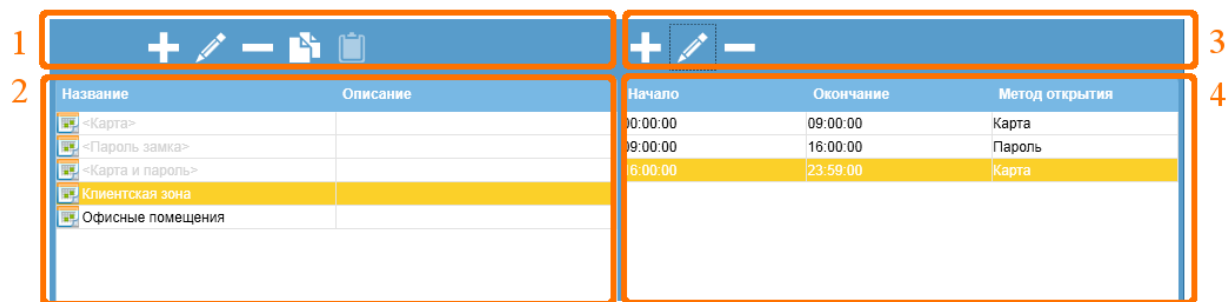 1
3
2
4
Название Описание
<Карта>
<Пароль замка>
<Карта и пароль>
Клиентская зона
Офисные помещения
Начало Окончание Метод открытия
00:00:00 09:00:00 Карта
09:00:00 16:00:00 Пароль
16:00:00 23:59:00 Карта